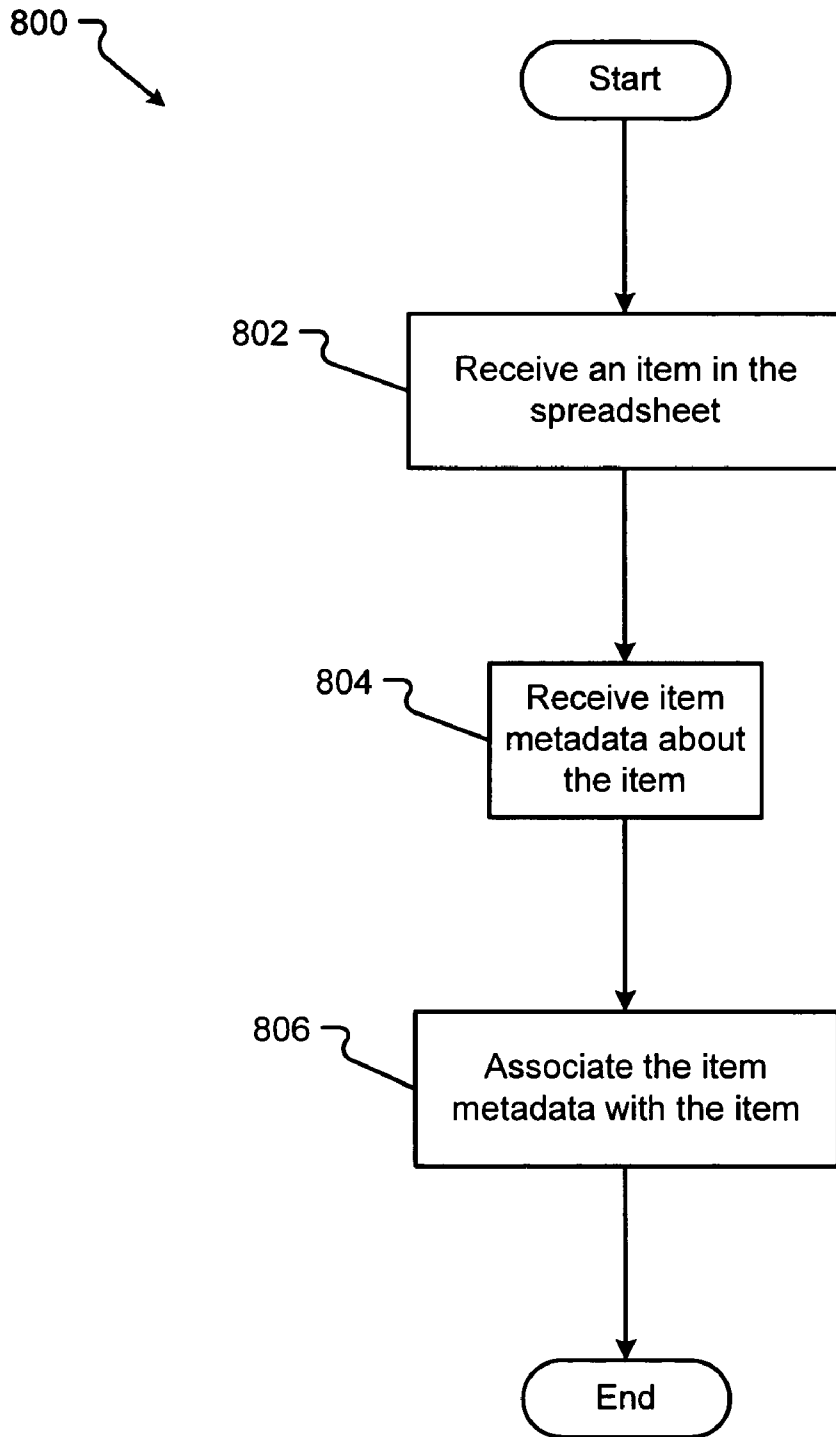 800
Start
802
Receive an item in the
spreadsheet
804
Receive item
metadata about
the item
806
Associate the item
metadata with the item
End